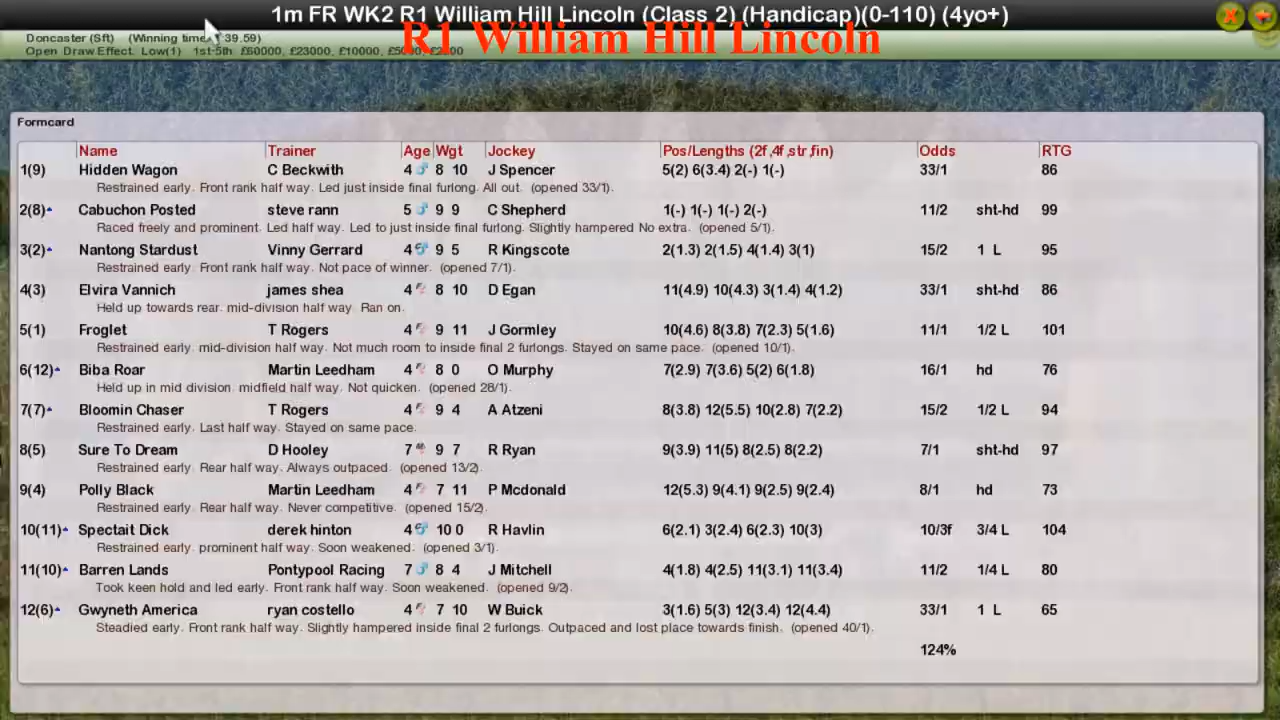 1m FR WK2 R1 William Hill Lincoln (Class 2) (Handicap)(0-110) (4yo+)
R1 William Hill Lincoln
Doncaster (Sft) (Winning 39.59)
Open Draw Effect. Low(1) 1st-5th £60000, £23000, £10000,
Formcard
Name Trainer Age Wgt Jockey Pos/Lengths (2f,4f,str,fin) Odds RTG
1(9) Hidden Wagon C Beckwith 4 8 10 J Spencer 5(2) 6(3.4) 2(-) 1(-) 33/1 86
Restrained early. Front rank half way. Led just inside final furlong. All out. (opened 33/1).
2(8) Cabuchon Posted steve rann 5 9 9 C Shepherd 1(-) 1(-) 1(-) 2(-) 11/2 sht-hd 99
Raced freely and prominent. Led half way. Led to just inside final furlong. Slightly hampered No extra. (opened 5/1).
3(2) Nantong Stardust Vinny Gerrard 4 9 5 R Kingscote 2(1.3) 2(1.5) 4(1.4) 3(1) 15/2 1 L 95
Restrained early. Front rank half way. Not pace of winner. (opened 7/1).
4(3) Elvira Vannich james shea 4 8 10 D Egan 11(4.9) 10(4.3) 3(1.4) 4(1.2) 33/1 sht-hd 86
Held up towards rear. mid-division half way. Ran on.
5(1) Froglet T Rogers 4 9 11 J Gormley 10(4.6) 8(3.8) 7(2.3) 5(1.6) 11/1 1/2 L 101
Restrained early. mid-division half way. Not much room to inside final 2 furlongs. Stayed on same pace. (opened 10/1).
6(12) Biba Roar Martin Leedham 4 8 0 O Murphy 7(2.9) 7(3.6) 5(2) 6(1.8) 16/1 hd 76
Held up in mid division. midfield half way. Not quicken. (opened 28/1).
7(7) Bloomin Chaser T Rogers 4 9 4 A Atzeni 8(3.8) 12(5.5) 10(2.8) 7(2.2) 15/2 1/2 L 94
Restrained early. Last half way. Stayed on same pace.
8(5) Sure To Dream D Hooley 7 9 7 R Ryan 9(3.9) 11(5) 8(2.5) 8(2.2) 7/1 sht-hd 97
Restrained early. Rear half way. Always outpaced. (opened 13/2).
9(4) Polly Black Martin Leedham 4 7 11 P Mcdonald 12(5.3) 9(4.1) 9(2.5) 9(2.4) 8/1 hd 73
Restrained early. Rear half way. Never competitive. (opened 15/2).
10(11) Spectait Dick derek hinton 4 10 0 R Havlin 6(2.1) 3(2.4) 6(2.3) 10(3) 10/3f 3/4 L 104
Restrained early. prominent half way. Soon weakened. (opened 3/1).
11(10) Barren Lands Pontypool Racing 7 8 4 J Mitchell 4(1.8) 4(2.5) 11(3.1) 11(3.4) 11/2 1/4 L 80
Took keen hold and led early. Front rank half way. Soon weakened. (opened 9/2).
12(6) Gwyneth America ryan costello 4 7 10 W Buick 3(1.6) 5(3) 12(3.4) 12(4.4) 33/1 1 L 65
Steadied early. Front rank half way. Slightly hampered inside final 2 furlongs. Outpaced and lost place towards finish. (opened 40/1).
124%